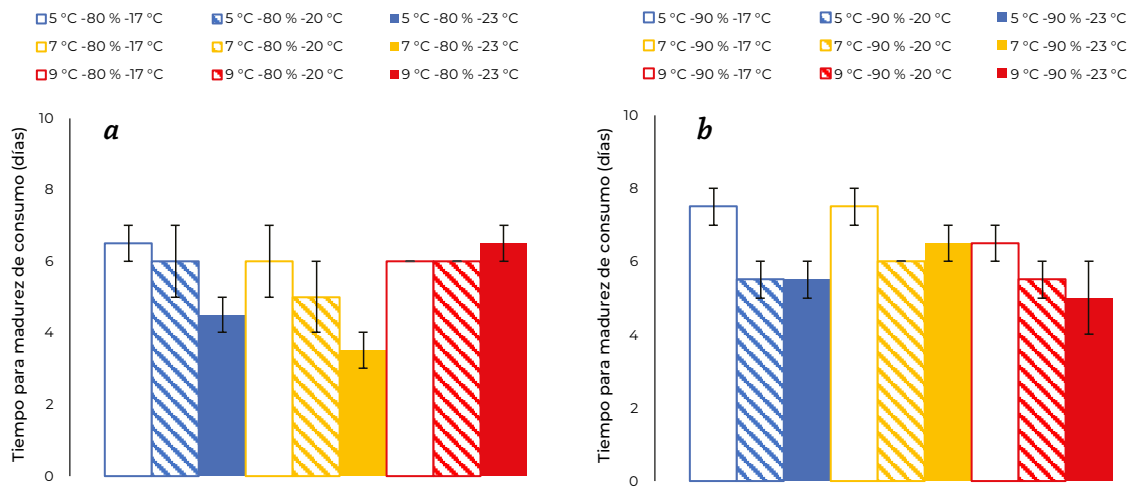 5 °C -80 % -17 °C 5 °C -80 % -20 °C 5 °C -80 % -23 °C
7 °C -80 % -17 °C 7 °C -80 % -20 °C 7 °C -80 % -23 °C
9 °C -80 % -17 °C 9 °C -80 % -20 °C 9 °C -80 % -23 °C
a
Tiempo para madurez de consumo (días)
10
8
6
4
2
0
5 °C -90 % -17 °C 5 °C -90 % -20 °C 5 °C -90 % -23 °C
7 °C -90 % -17 °C 7 °C -90 % -20 °C 7 °C -90 % -23 °C
9 °C -90 % -17 °C 9 °C -90 % -20 °C 9 °C -90 % -23 °C
b
Tiempo para madurez de consumo (días)
10
8
6
4
2
0